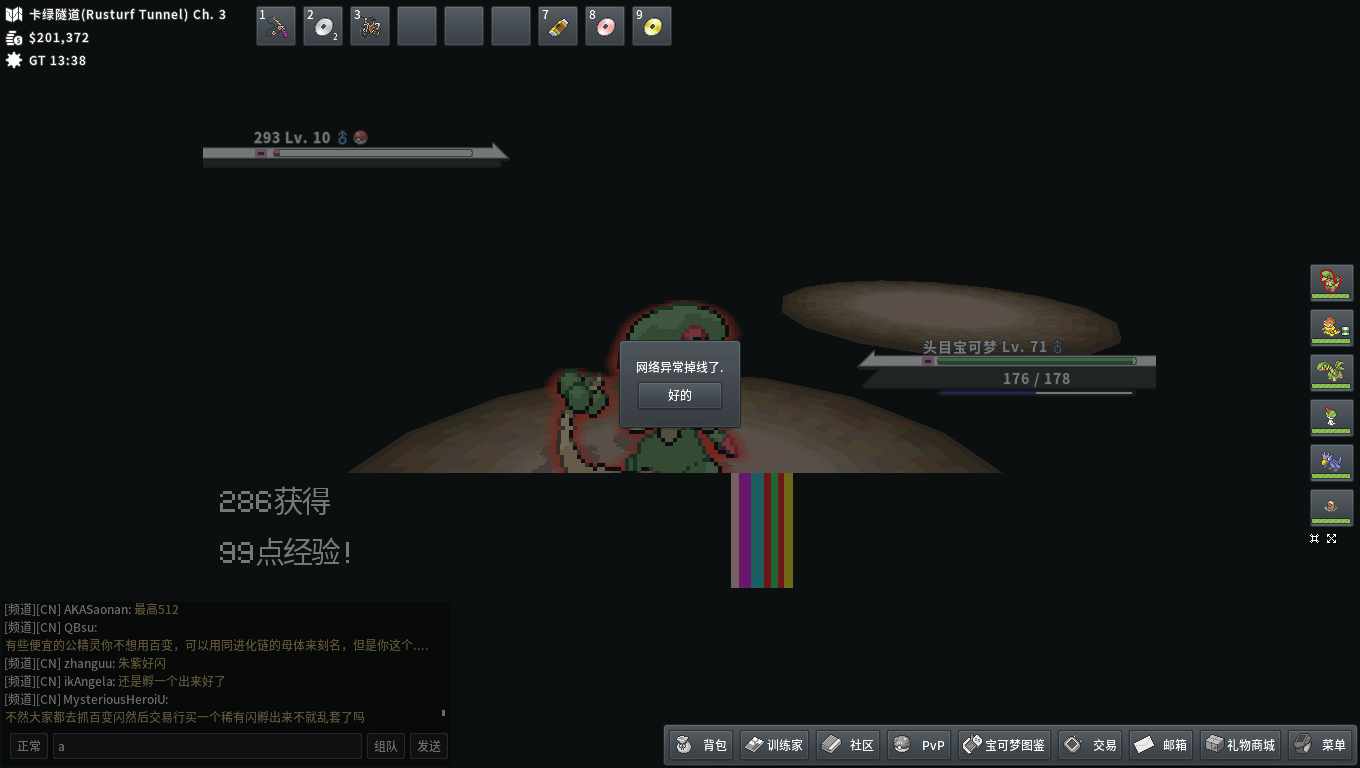 卡绿隧道(Rusturf Tunnel) Ch. 3
$201,372
GT 13:38
1
2
2
3
7
8
9
293 Lv. 10
头目宝可梦 Lv. 71
176 / 178
网络异常掉线了.
好的
286获得
99点经验!
[频道][CN] AKASaonan: 最高512
[频道][CN] QBsu:
有些便宜的公精灵你不想用百变，可以用同进化链的母体来刻名，但是你这个....
[频道][CN] zhanguu: 朱紫好闪
[频道][CN] ikAngela: 还是孵一个出来好了
[频道][CN] MysteriousHeroiU:
不然大家都去抓百变闪然后交易行买一个稀有闪孵出来不就乱套了吗
正常 a 组队 发送
背包 训练家 社区 PvP 宝可梦图鉴 交易 邮箱 礼物商城 菜单